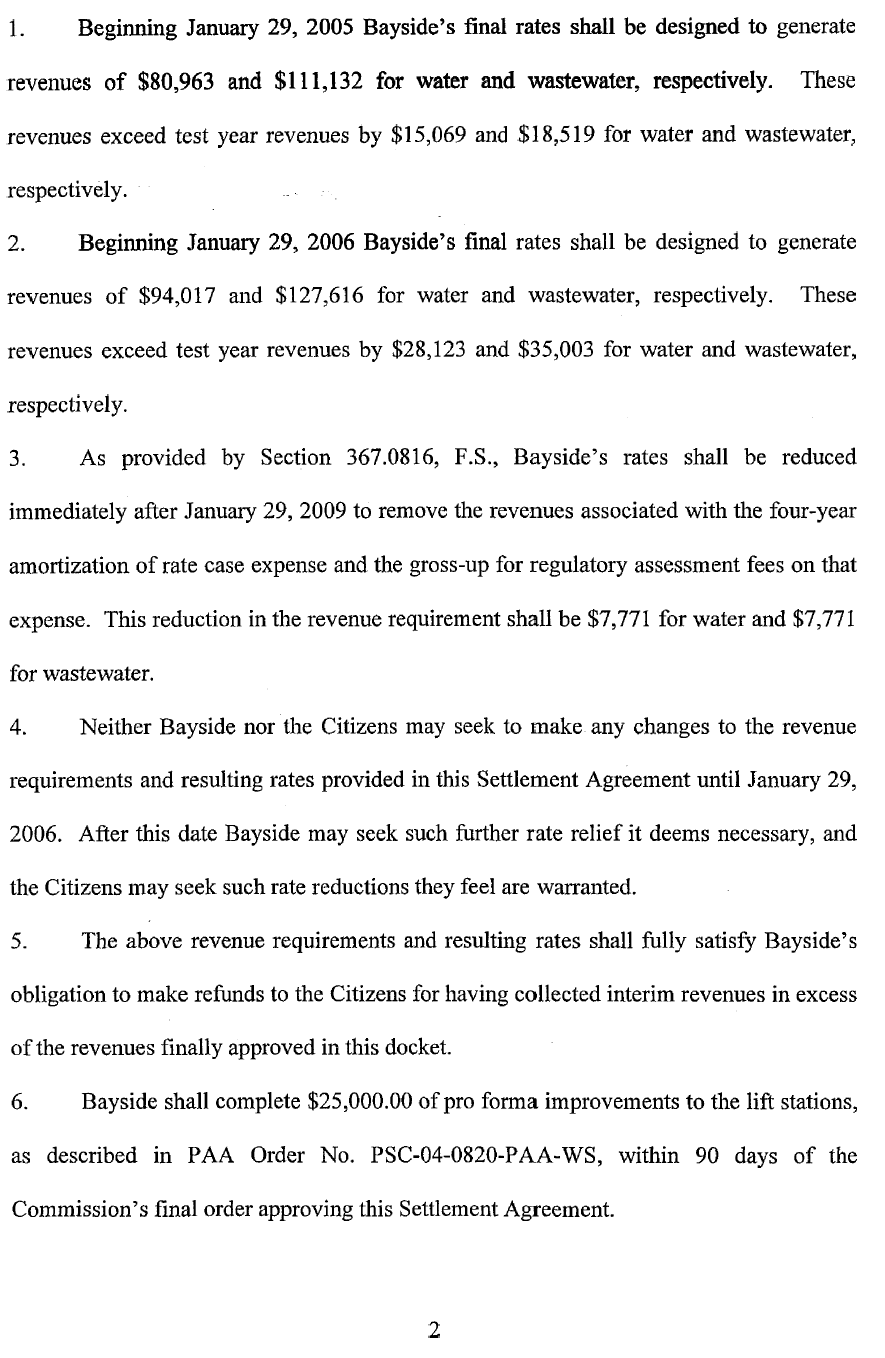 1. Beginning January 29, 2005 Bayside's final rates shall be designed to generate
revenues of $80,963 and $111,132 for water and wastewater, respectively. These
revenues exceed test year revenues by $15,069 and $18,519 for water and wastewater,
respectively.
2. Beginning January 29, 2006 Bayside's final rates shall be designed to generate
revenues of $94,017 and $127,616 for water and wastewater, respectively. These
revenues exceed test year revenues by $28,123 and $35,003 for water and wastewater,
respectively.
3. As provided by Section 367.0816, F.S., Bayside's rates shall be reduced
immediately after January 29, 2009 to remove the revenues associated with the four-year
amortization of rate case expense and the gross-up for regulatory assessment fees on that
expense. This reduction in the revenue requirement shall be $7,771 for water and $7,771
for wastewater.
4. Neither Bayside nor the Citizens may seek to make any changes to the revenue
requirements and resulting rates provided in this Settlement Agreement until January 29,
2006. After this date Bayside may seek such further rate relief it deems necessary, and
the Citizens may seek such rate reductions they feel are warranted.
5. The above revenue requirements and resulting rates shall fully satisfy Bayside's
obligation to make refunds to the Citizens for having collected interim revenues in excess
of the revenues finally approved in this docket.
6. Bayside shall complete $25,000.00 of pro forma improvements to the lift stations,
as described in PAA Order No. PSC-04-0820-PAA-WS, within 90 days of the
Commission's final order approving this Settlement Agreement.
2